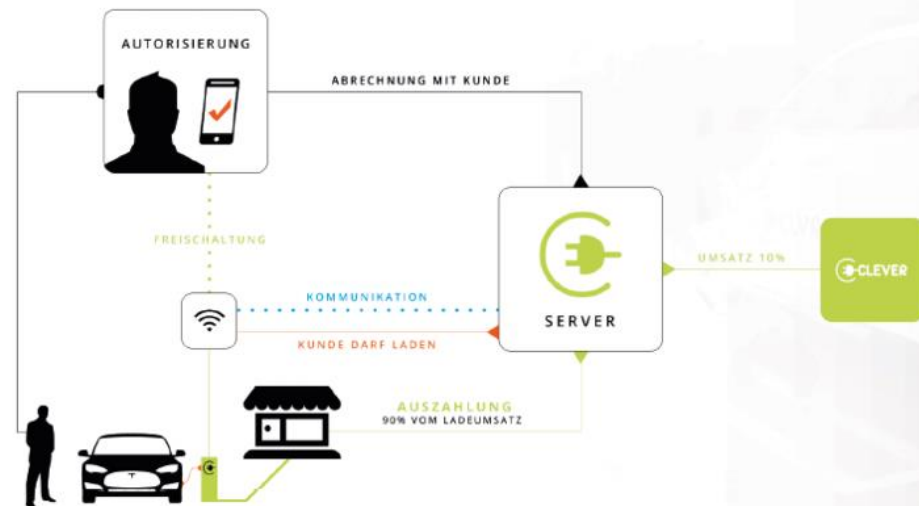 AUTORISIERUNG
ABRECHNUNG MIT KUNDE
FREISCHALTUNG
KOMMUNIKATION
KUNDE DARF LADEN
SERVER
UMSATZ 10%
CLEVER
AUSZAHLUNG
90% VOM LADEUMSATZ